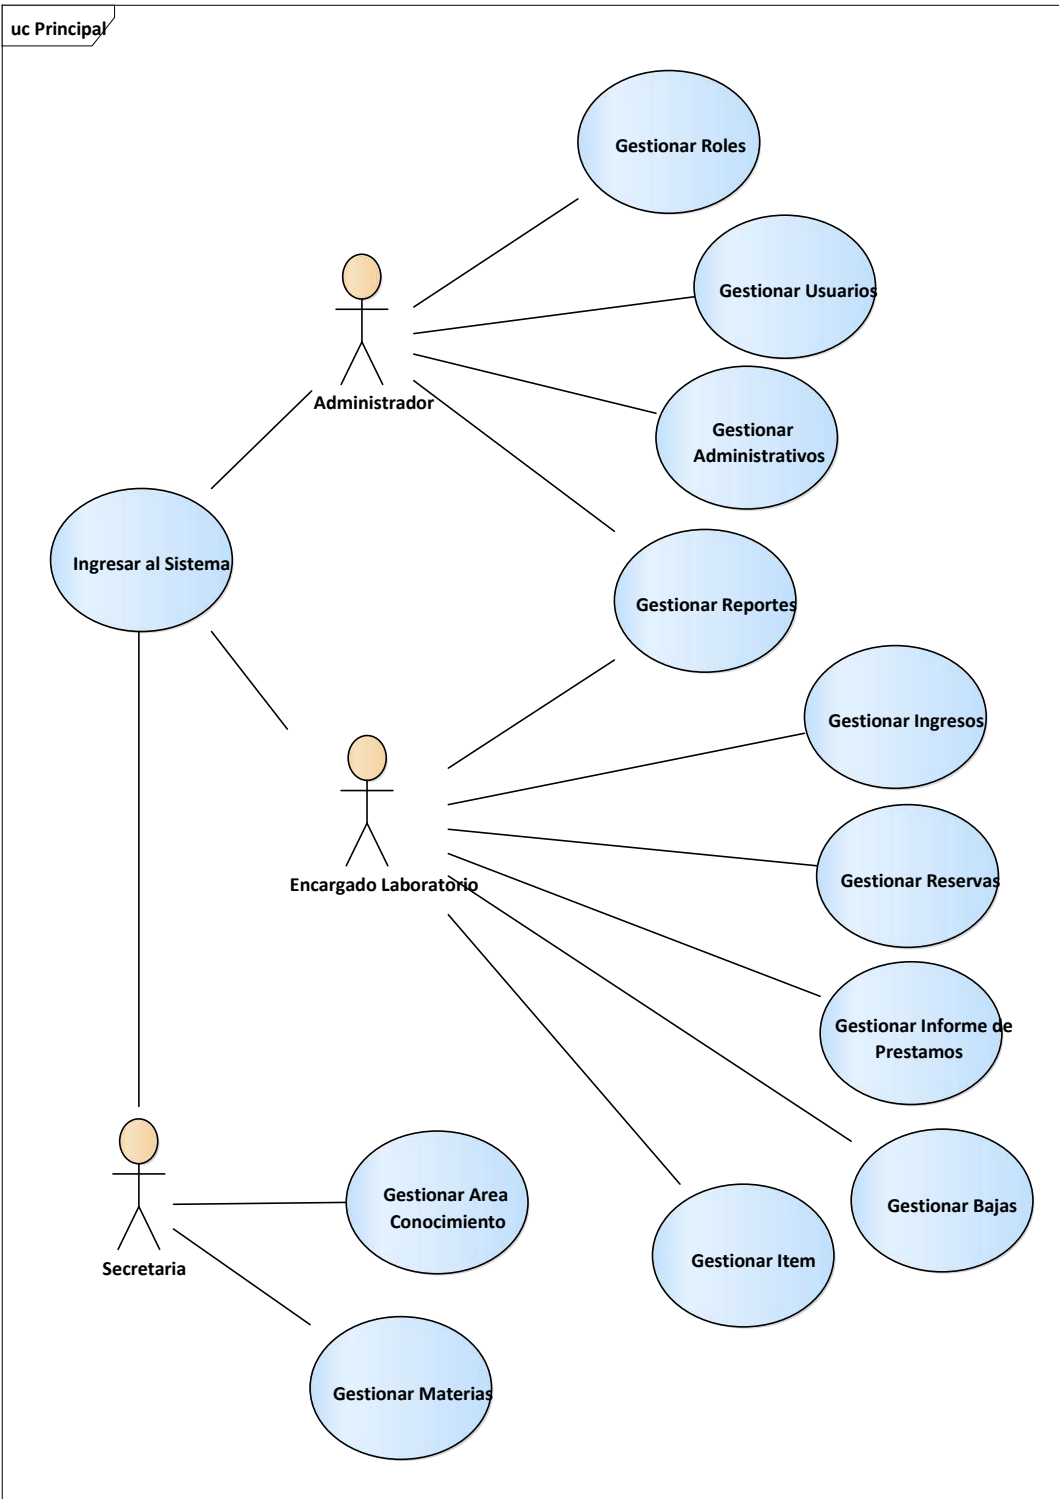 uc Principal
Gestionar Roles
Gestionar Usuarios
Administrador
Gestionar
Administrativos
Ingresar al Sistema
Gestionar Reportes
Gestionar Ingresos
Encargado Laboratorio
Gestionar Reservas
Gestionar Informe de
Prestamos
Gestionar Area
Conocimiento
Gestionar Bajas
Secretaria
Gestionar Item
Gestionar Materias